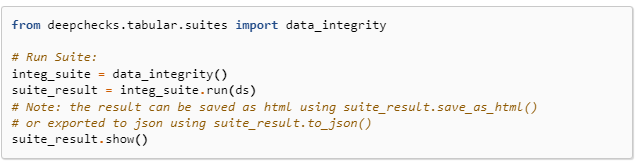 from deepchecks.tabular.suites import data_integrity

# Run Suite:
integ_suite = data_integrity()
suite_result = integ_suite.run(ds)
# Note: the result can be saved as html using suite_result.save_as_html()
# or exported to json using suite_result.to_json()
suite_result.show()